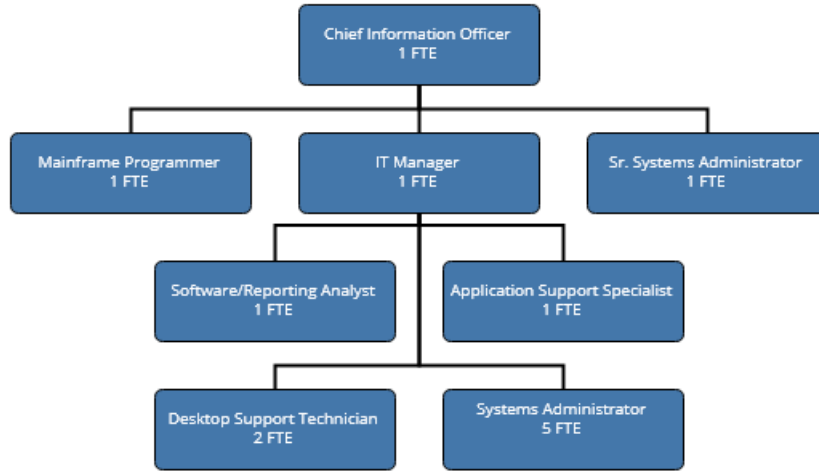 Chief Information Officer
1 FTE
Mainframe Programmer
1 FTE
IT Manager
1 FTE
Sr. Systems Administrator
1 FTE
Software/Reporting Analyst
1 FTE
Application Support Specialist
1 FTE
Desktop Support Technician
2 FTE
Systems Administrator
5 FTE